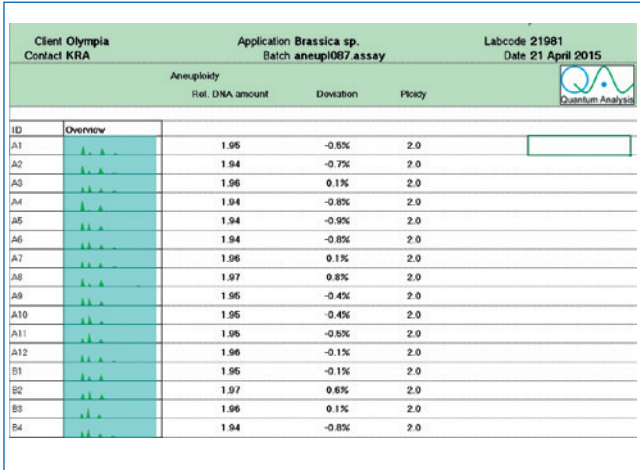 Client Olympia Application Brassica sp. Labcode 21981
Contact KRA Batch aneupl087.assay Date 21 April 2015
Aneuploidy
Rel. DNA amount Deviation Ploidy
Quantum Analysis
ID Overview
A1 1.95 -0.5% 2.0
A2 1.94 -0.7% 2.0
A3 1.96 0.1% 2.0
A4 1.94 -0.8% 2.0
A5 1.94 -0.9% 2.0
A6 1.94 -0.8% 2.0
A7 1.96 0.1% 2.0
A8 1.97 0.8% 2.0
A9 1.95 -0.4% 2.0
A10 1.95 -0.4% 2.0
A11 1.95 -0.5% 2.0
A12 1.96 -0.1% 2.0
B1 1.95 -0.1% 2.0
B2 1.97 0.6% 2.0
B3 1.96 0.1% 2.0
B4 1.94 -0.8% 2.0